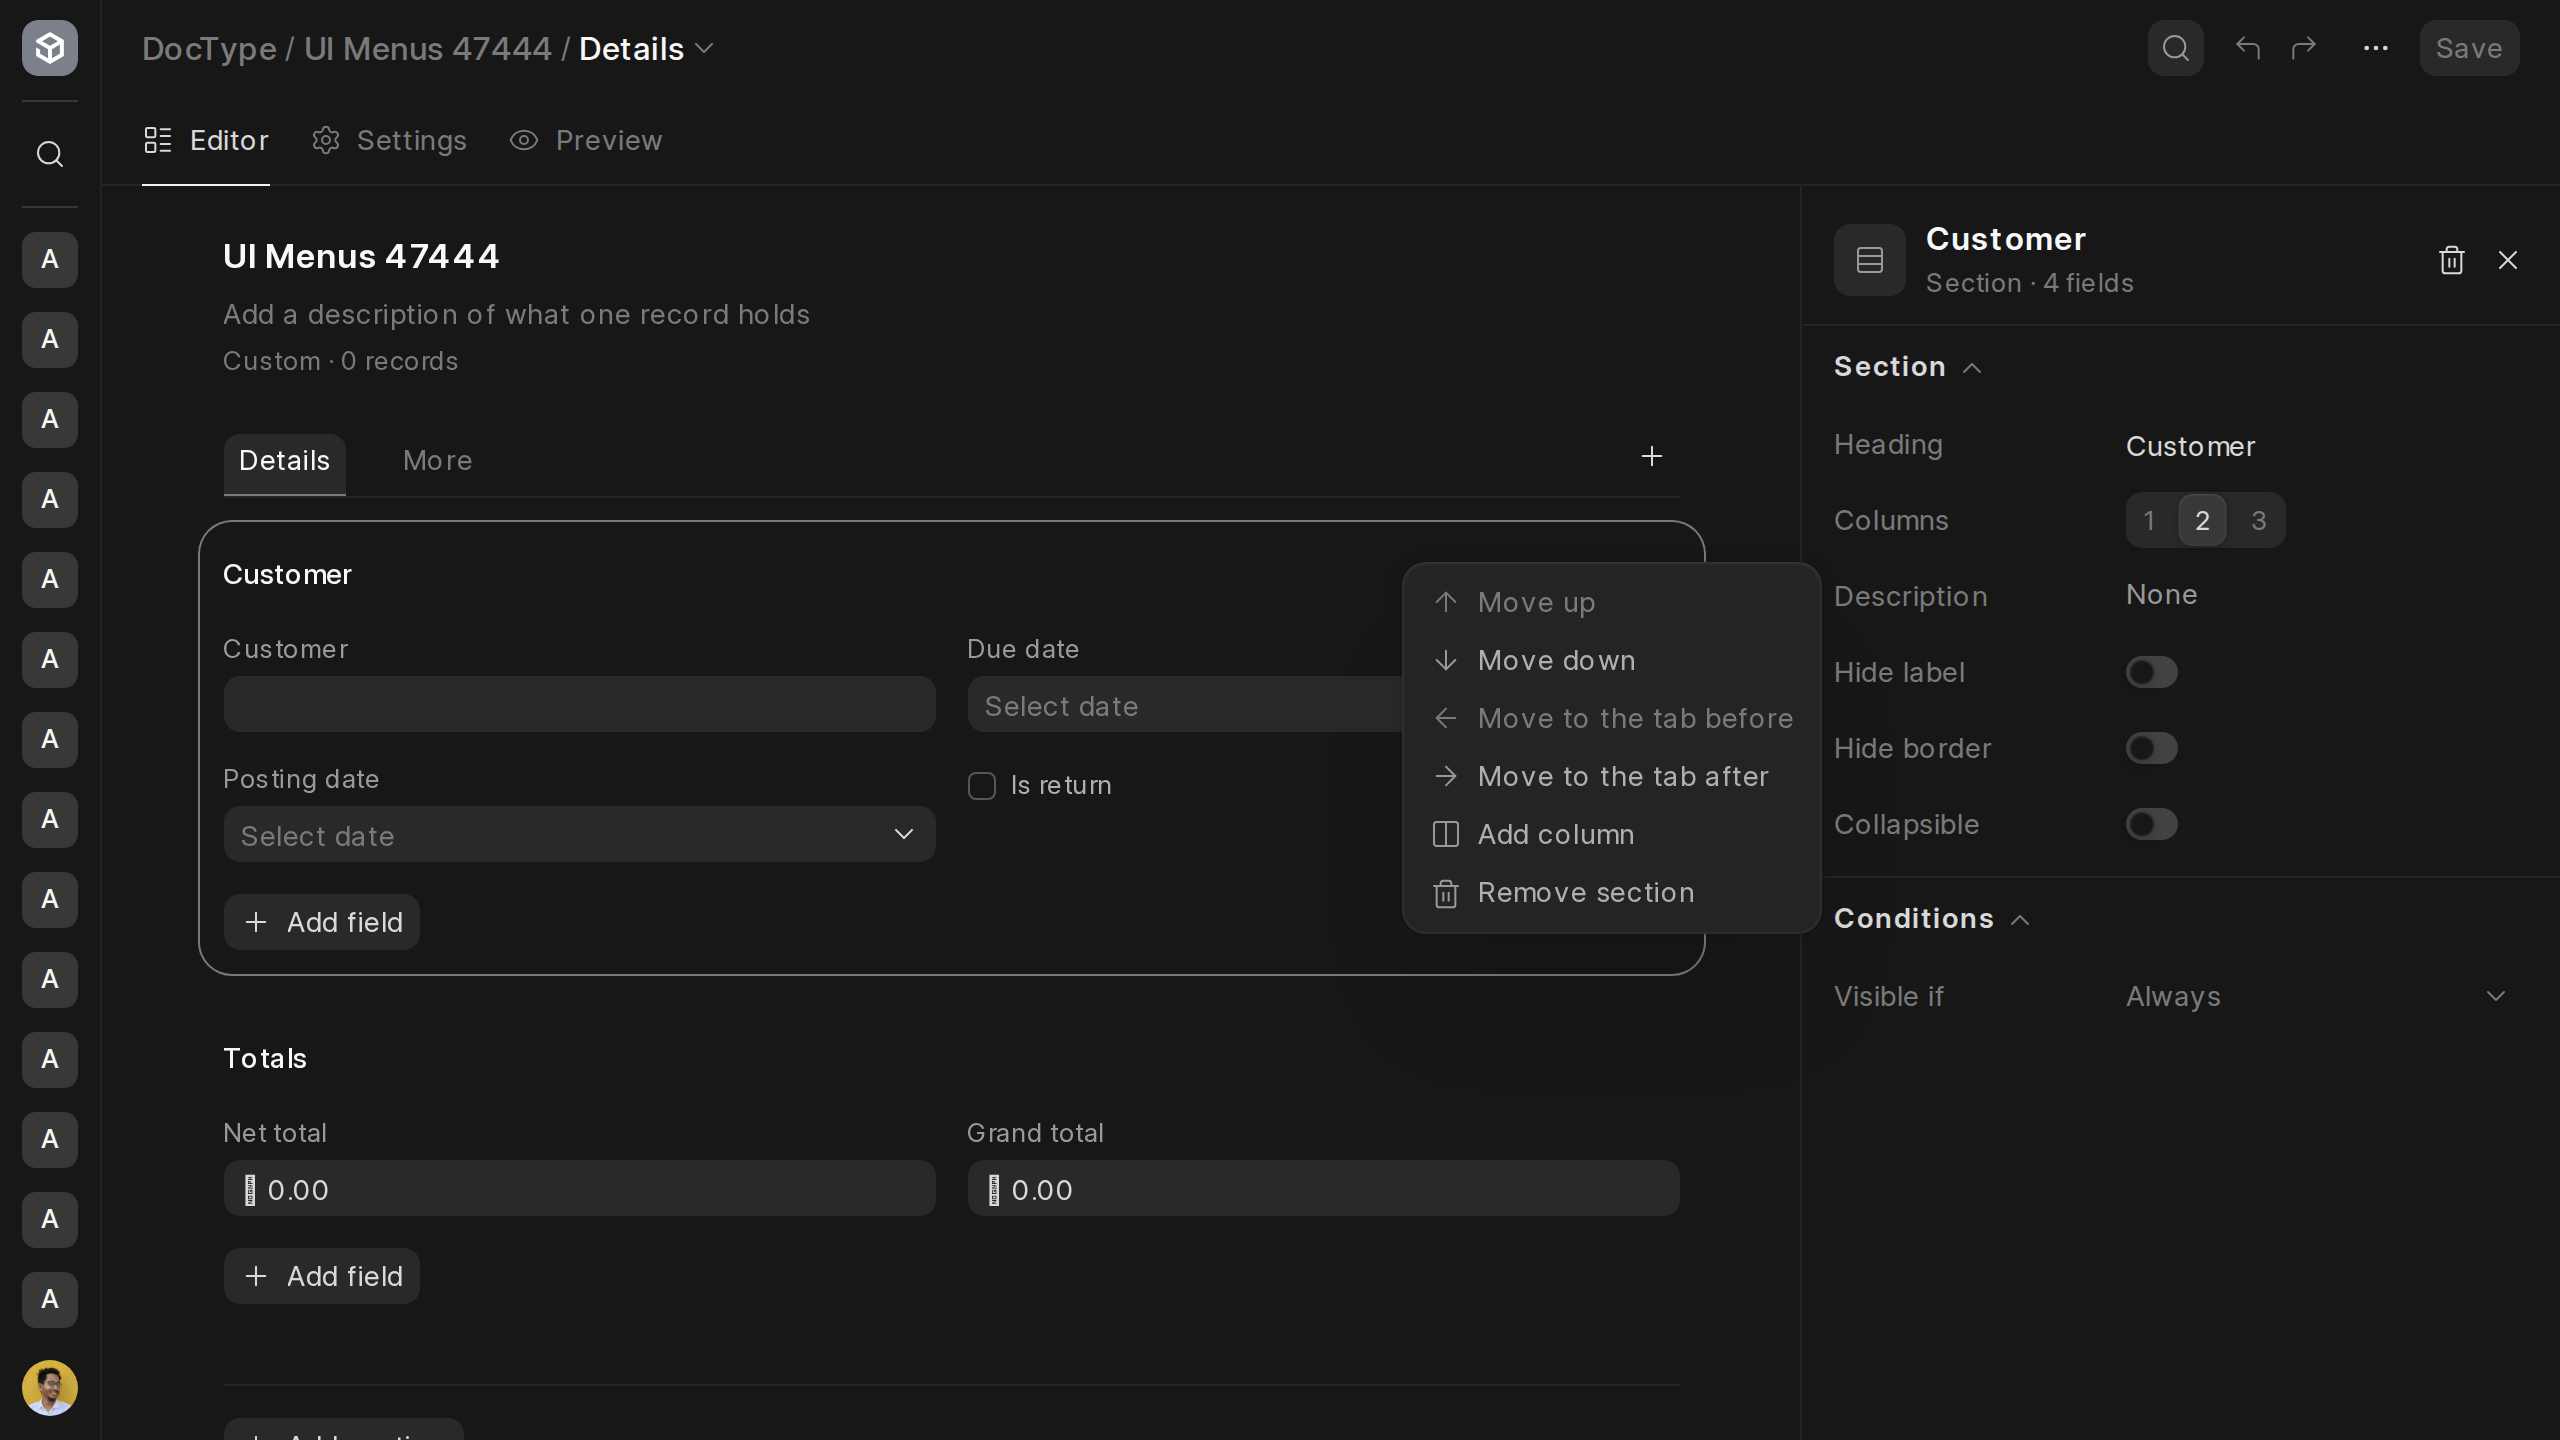 DocType / UI Menus 47444 / Details
Save
Editor
Settings
Preview
A
A
A
A
A
A
A
A
A
A
A
A
A
A
UI Menus 47444
Add a description of what one record holds
Custom · 0 records
Details
More
Customer
Customer
Due date
Select date
Posting date
Select date
Is return
Add field
Move up
Move down
Move to the tab before
Move to the tab after
Add column
Remove section
Totals
Net total
Grand total
0.00
0.00
Add field
Customer
Section · 4 fields
Section
Heading
Customer
Columns
1 2 3
Description
None
Hide label
Hide border
Collapsible
Conditions
Visible if
Always